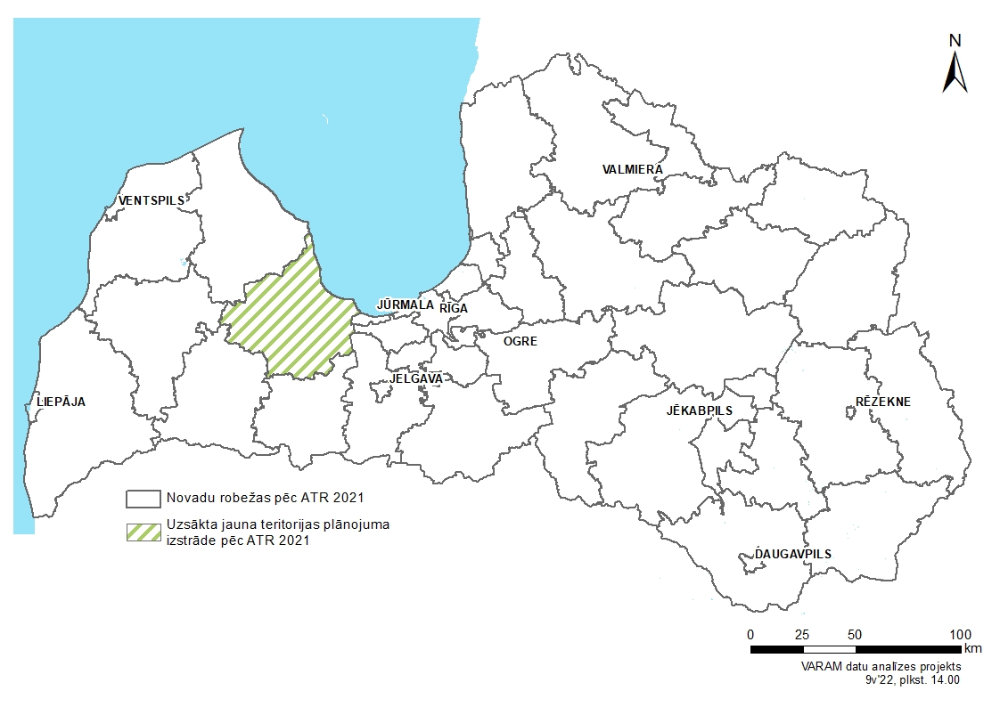 N
VALMIERA
VENTSPILS
JŪRMALA
RĪGA
OGRE
JELGAVA
LIEPĀJA
JĒKABPILS
RĒZEKNE
Novadu robežas pēc ATR 2021
Uzsākta jauna teritorijas plānojuma
izstrāde pēc ATR 2021
DAUGAVPILS
0 25 50 100
km
VARAM datu analīzes projekts
9v'22, plkst. 14.00